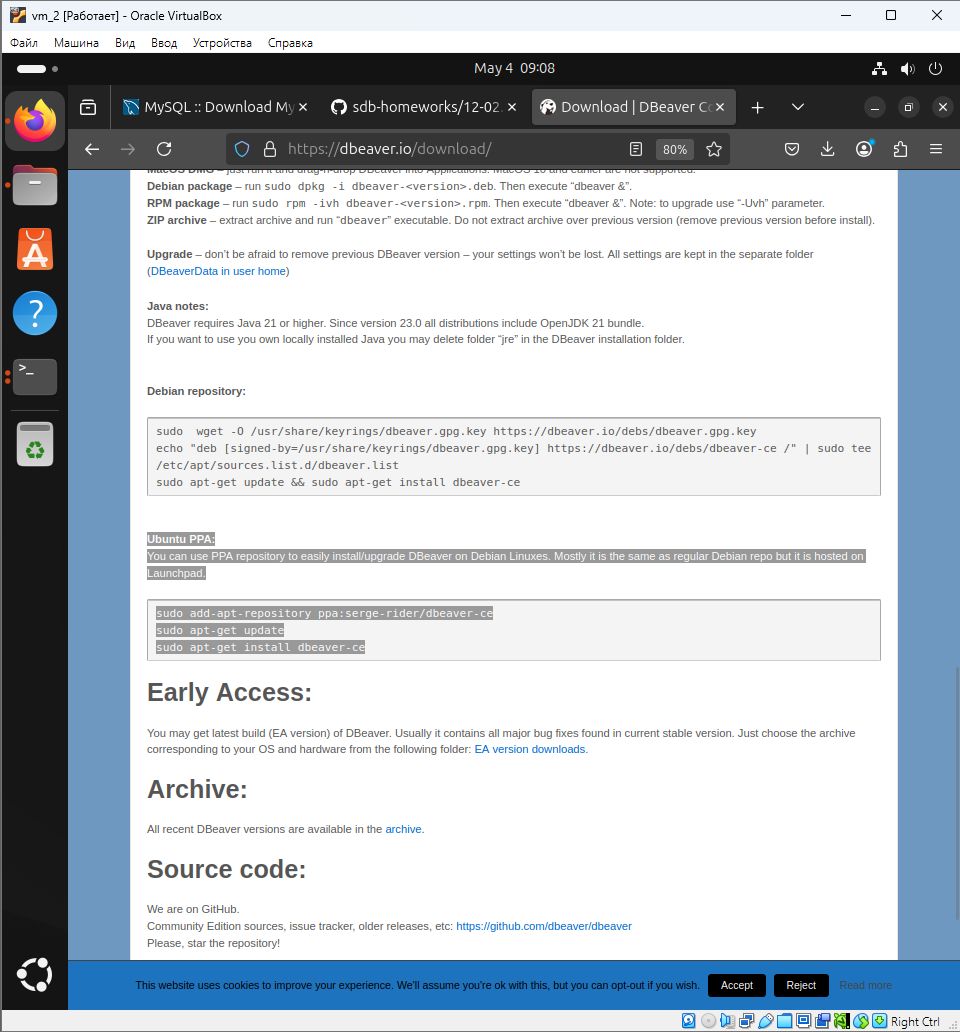 vm_2 [Работает] - Oracle VirtualBox
Файл Машина Вид Ввод Устройства Справка
May 4 09:08
MySQL :: Download My
sdb-homeworks/12-02.
Download | DBeaver Co
https://dbeaver.io/download/
80%
MacOS DMG – just run it and drag-n-drop DBeaver into Applications. MacOS 10 and earlier are not supported.
Debian package – run sudo dpkg -i dbeaver-<version>.deb. Then execute “dbeaver &”.
RPM package – run sudo rpm -ivh dbeaver-<version>.rpm. Then execute “dbeaver &”. Note: to upgrade use “-Uvh” parameter.
ZIP archive – extract archive and run “dbeaver” executable. Do not extract archive over previous version (remove previous version before install).
Upgrade – don’t be afraid to remove previous DBeaver version – your settings won’t be lost. All settings are kept in the separate folder
(DBeaverData in user home)
Java notes:
DBeaver requires Java 21 or higher. Since version 23.0 all distributions include OpenJDK 21 bundle.
If you want to use you own locally installed Java you may delete folder “jre” in the DBeaver installation folder.
Debian repository:
sudo  wget -O /usr/share/keyrings/dbeaver.gpg.key https://dbeaver.io/debs/dbeaver.gpg.key
echo "deb [signed-by=/usr/share/keyrings/dbeaver.gpg.key] https://dbeaver.io/debs/dbeaver-ce /" | sudo tee
/etc/apt/sources.list.d/dbeaver.list
sudo apt-get update && sudo apt-get install dbeaver-ce
Ubuntu PPA:
You can use PPA repository to easily install/upgrade DBeaver on Debian Linuxes. Mostly it is the same as regular Debian repo but it is hosted on
Launchpad.
sudo add-apt-repository ppa:serge-rider/dbeaver-ce
sudo apt-get update
sudo apt-get install dbeaver-ce
Early Access:
You may get latest build (EA version) of DBeaver. Usually it contains all major bug fixes found in current stable version. Just choose the archive
corresponding to your OS and hardware from the following folder: EA version downloads.
Archive:
All recent DBeaver versions are available in the archive.
Source code:
We are on GitHub.
Community Edition sources, issue tracker, older releases, etc: https://github.com/dbeaver/dbeaver
Please, star the repository!
This website uses cookies to improve your experience. We'll assume you're ok with this, but you can opt-out if you wish. Accept Reject Read more
Right Ctrl